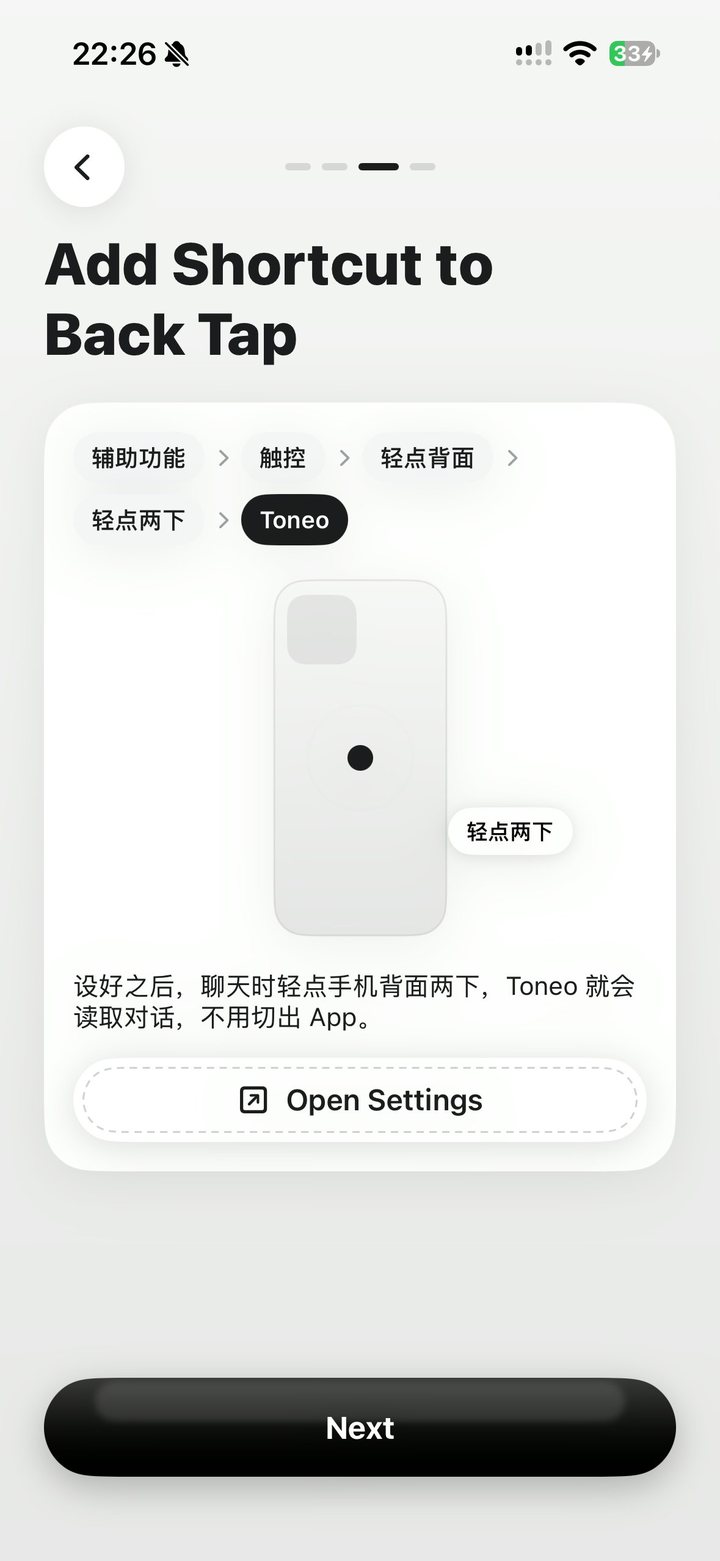 22:26
33
Add Shortcut to
Back Tap
辅助功能 > 触控 > 轻点背面 >
轻点两下 > Toneo
轻点两下
设好之后，聊天时轻点手机背面两下，Toneo 就会
读取对话，不用切出 App。
Open Settings
Next